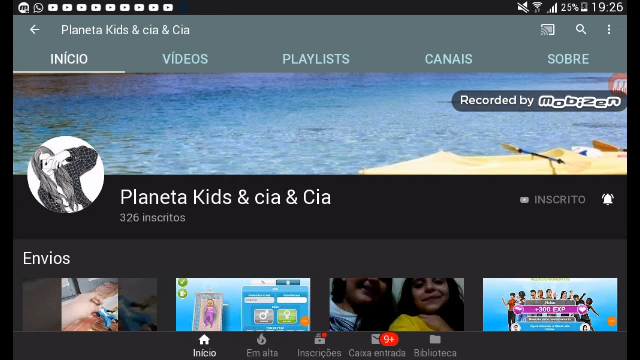 25% 19:26
Planeta Kids & cia & Cia
INÍCIO VÍDEOS PLAYLISTS CANAIS SOBRE
Recorded by MOBIZEN
Planeta Kids & cia & Cia
326 inscritos
INSCRITO
Envios
+300 EXP
9+
Início Em alta Inscrições Caixa entrada Biblioteca